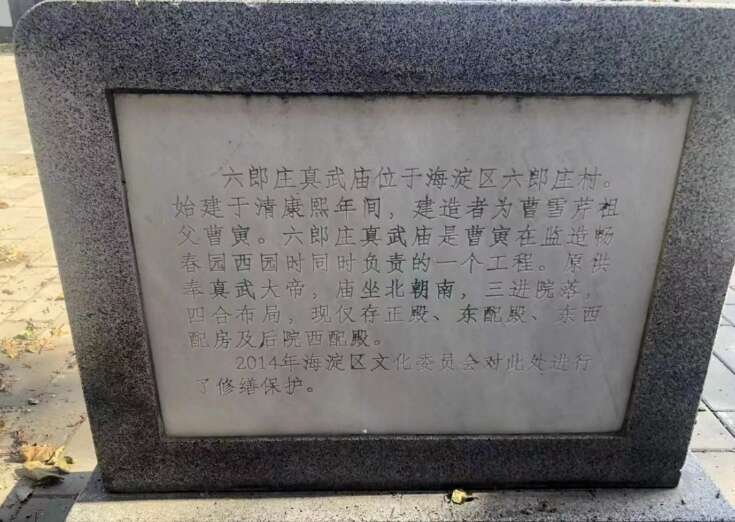 六郎庄真武庙位于海淀区六郎庄村。
始建于清康熙年间，建造者为曹雪芹祖
父曹寅。六郎庄真武庙是曹寅在监造畅
春园西园时同时负责的一个工程。原供
奉真武大帝，庙坐北朝南，三进院落，
四合布局，现仅存正殿、东配殿、东西
配房及后院西配殿。
2014年海淀区文化委员会对此处进行
了修缮保护。